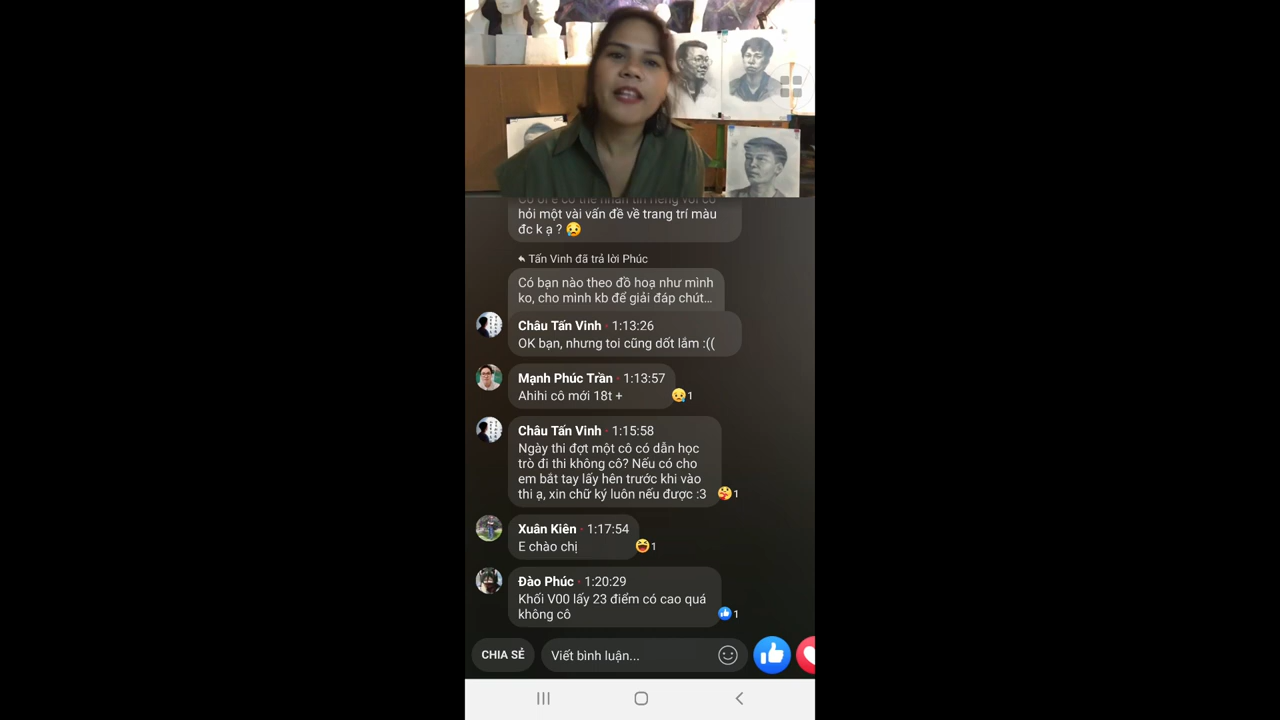 hỏi một vài vấn đề về trang trí màu
đc k ạ ? 😥
Tấn Vinh đã trả lời Phúc
Có bạn nào theo đồ hoạ như mình
ko, cho mình kb để giải đáp chút...
Châu Tấn Vinh · 1:13:26
OK bạn, nhưng toi cũng dốt lắm :((
Mạnh Phúc Trần · 1:13:57
Ahihi cô mới 18t +
1
Châu Tấn Vinh · 1:15:58
Ngày thi đợt một cô có dẫn học
trò đi thi không cô? Nếu có cho
em bắt tay lấy hên trước khi vào
thi ạ, xin chữ ký luôn nếu được :3
1
Xuân Kiên · 1:17:54
E chào chị
1
Đào Phúc · 1:20:29
Khối V00 lấy 23 điểm có cao quá
không cô
1
CHIA SẺ
Viết bình luận...